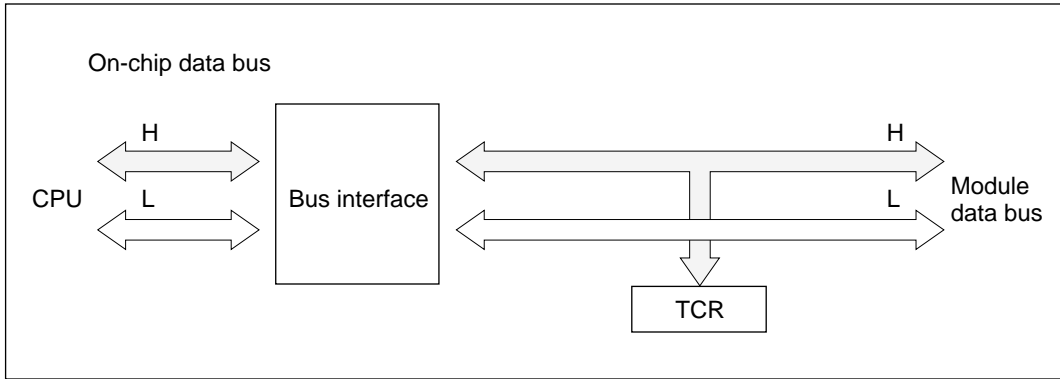 On-chip data bus
H
H
CPU
L
Bus interface
L
Module
data bus
TCR